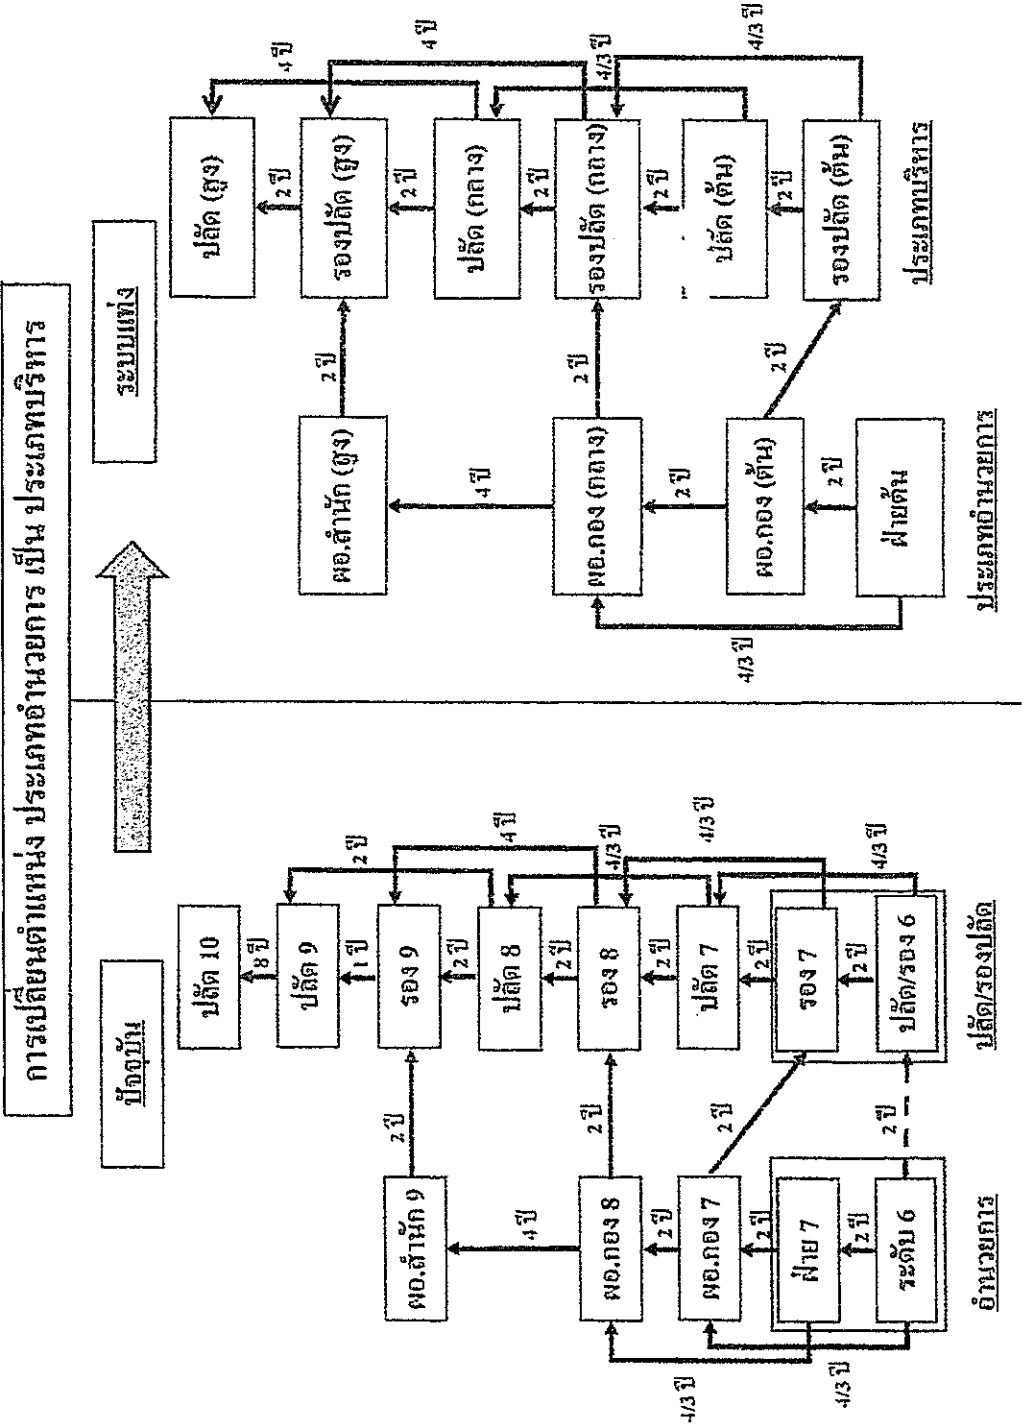 การเปลี่ยนตำแหน่ง ประเภทอำนวยการ เป็น ประเภทบริหาร
ปัจจุบัน
ระบบแท่ง
ปลัด 10
8 ปี
ปลัด 9
2 ปี
1 ปี
ผอ.สำนัก 9
2 ปี
รอง 9
4 ปี
4 ปี
2 ปี
ปลัด 8
4/3 ปี
2 ปี
ผอ.กอง 8
2 ปี
รอง 8
4/3 ปี
2 ปี
2 ปี
ผอ.กอง 7
ปลัด 7
2 ปี
2 ปี
2 ปี
4/3 ปี
ฝ่าย 7
รอง 7
4/3 ปี
2 ปี
2 ปี
4/3 ปี
ระดับ 6
2 ปี
ปลัด/รอง 6
อำนวยการ
ปลัด/รองปลัด
ปลัด (สูง)
4 ปี
2 ปี
ผอ.สำนัก (สูง)
2 ปี
รองปลัด (สูง)
4 ปี
4 ปี
2 ปี
ปลัด (กลาง)
4/3 ปี
2 ปี
ผอ.กอง (กลาง)
2 ปี
รองปลัด (กลาง)
4/3 ปี
2 ปี
2 ปี
ผอ.กอง (ต้น)
ปลัด (ต้น)
2 ปี
2 ปี
2 ปี
4/3 ปี
ฝ่ายต้น
รองปลัด (ต้น)
ประเภทอำนวยการ
ประเภทบริหาร